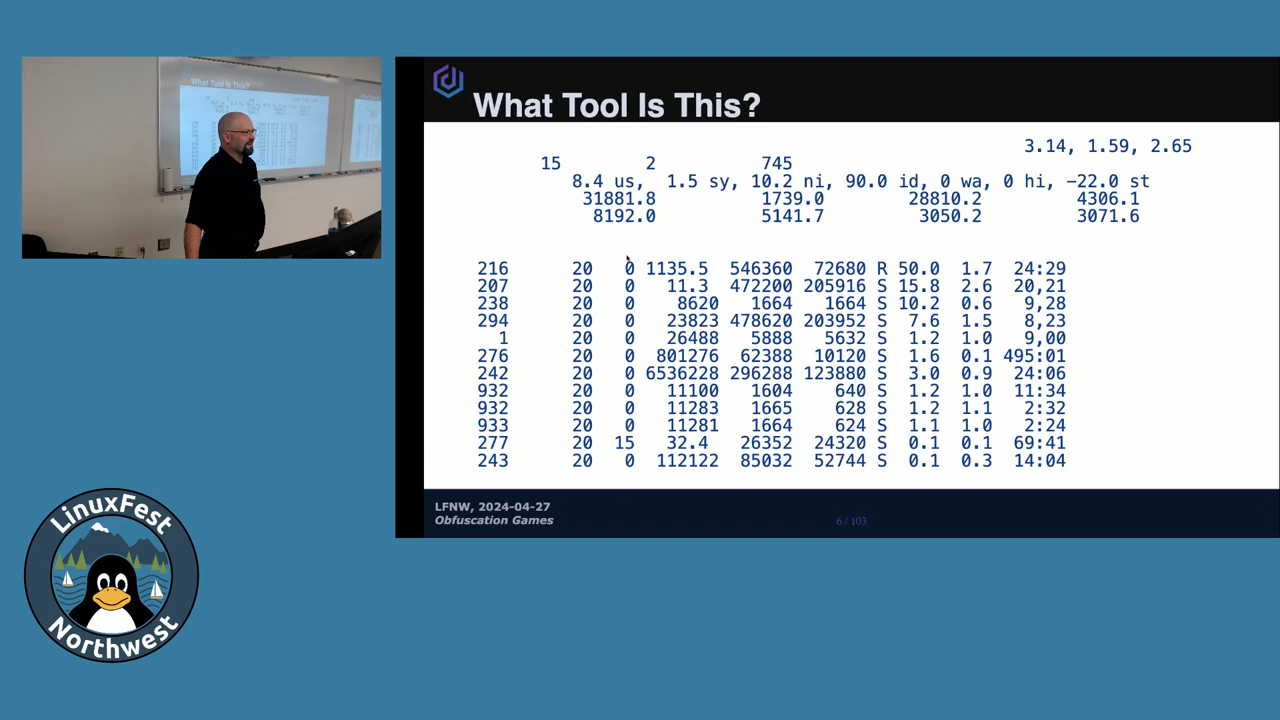 What Tool Is This?
3.14, 1.59, 2.65
15 2 745
8.4 us, 1.5 sy, 10.2 ni, 90.0 id, 0 wa, 0 hi, -22.0 st
31881.8 1739.0 28810.2 4306.1
8192.0 5141.7 3050.2 3071.6
216 20 0 1135.5 546360 72680 R 50.0 1.7 24:29
207 20 0 11.3 472200 205916 S 15.8 2.6 20,21
238 20 0 8620 1664 1664 S 10.2 0.6 9,28
294 20 0 23823 478620 203952 S 7.6 1.5 8,23
1 20 0 26488 5888 5632 S 1.2 1.0 9,00
276 20 0 801276 62388 10120 S 1.6 0.1 495:01
242 20 0 6536228 296288 123880 S 3.0 0.9 24:06
932 20 0 11100 1604 640 S 1.2 1.0 11:34
932 20 0 11283 1665 628 S 1.2 1.1 2:32
933 20 0 11281 1664 624 S 1.1 1.0 2:24
277 20 15 32.4 26352 24320 S 0.1 0.1 69:41
243 20 0 112122 85032 52744 S 0.1 0.3 14:04
LFNW, 2024-04-27
Obfuscation Games
6 / 103
What Tool Is This?
LinuxFest
Northwest